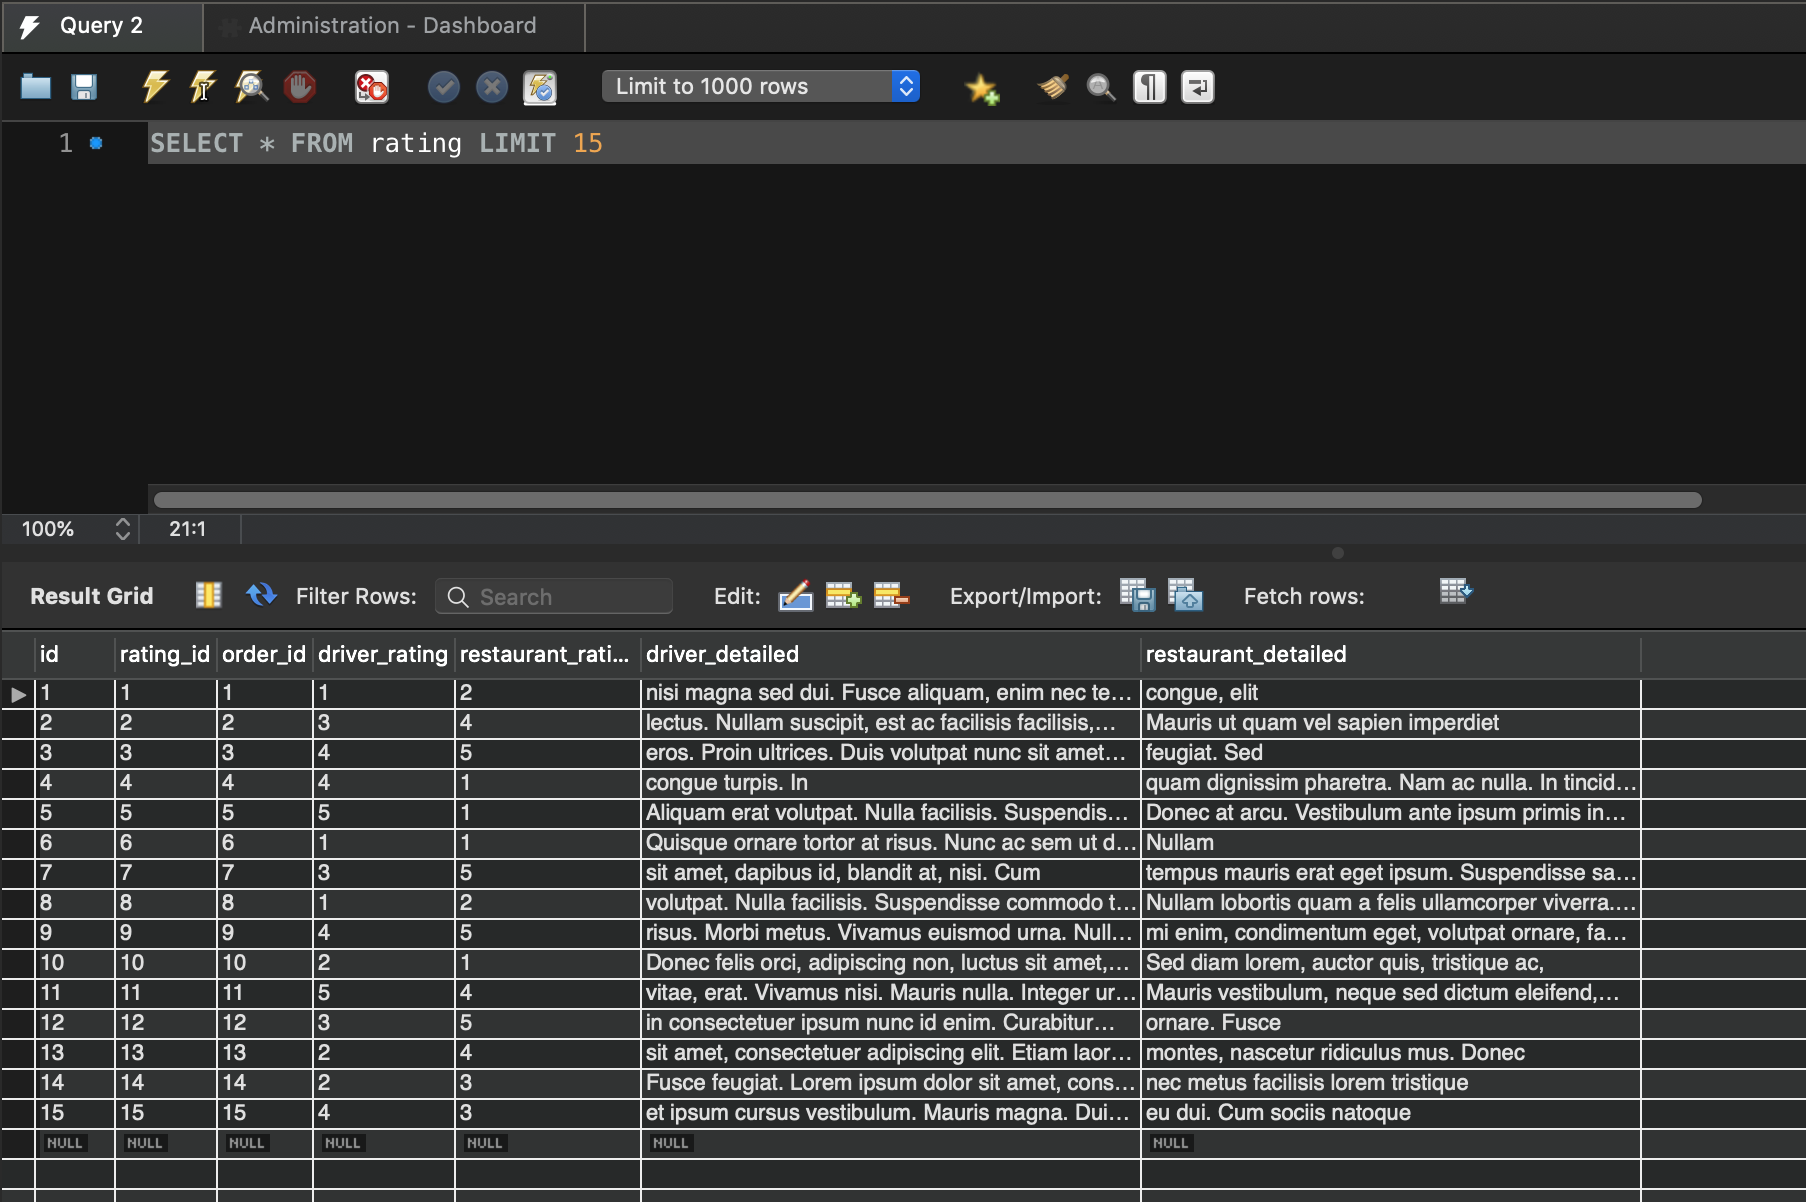 Query 2 Administration - Dashboard
Limit to 1000 rows
1 SELECT * FROM rating LIMIT 15
100% 21:1
Result Grid Filter Rows: Search Edit: Export/Import: Fetch rows:
id rating_id order_id driver_rating restaurant_rati... driver_detailed restaurant_detailed
1 1 1 1 2 nisi magna sed dui. Fusce aliquam, enim nec te... congue, elit
2 2 2 3 4 lectus. Nullam suscipit, est ac facilisis facilisis,... Mauris ut quam vel sapien imperdiet
3 3 3 4 5 eros. Proin ultrices. Duis volutpat nunc sit amet... feugiat. Sed
4 4 4 4 1 congue turpis. In quam dignissim pharetra. Nam ac nulla. In tincid...
5 5 5 5 1 Aliquam erat volutpat. Nulla facilisis. Suspendis... Donec at arcu. Vestibulum ante ipsum primis in...
6 6 6 1 1 Quisque ornare tortor at risus. Nunc ac sem ut d... Nullam
7 7 7 3 5 sit amet, dapibus id, blandit at, nisi. Cum tempus mauris erat eget ipsum. Suspendisse sa...
8 8 8 1 2 volutpat. Nulla facilisis. Suspendisse commodo t... Nullam lobortis quam a felis ullamcorper viverra....
9 9 9 4 5 risus. Morbi metus. Vivamus euismod urna. Null... mi enim, condimentum eget, volutpat ornare, fa...
10 10 10 2 1 Donec felis orci, adipiscing non, luctus sit amet,... Sed diam lorem, auctor quis, tristique ac,
11 11 11 5 4 vitae, erat. Vivamus nisi. Mauris nulla. Integer ur... Mauris vestibulum, neque sed dictum eleifend,...
12 12 12 3 5 in consectetuer ipsum nunc id enim. Curabitur... ornare. Fusce
13 13 13 2 4 sit amet, consectetuer adipiscing elit. Etiam laor... montes, nascetur ridiculus mus. Donec
14 14 14 2 3 Fusce feugiat. Lorem ipsum dolor sit amet, cons... nec metus facilisis lorem tristique
15 15 15 4 3 et ipsum cursus vestibulum. Mauris magna. Dui... eu dui. Cum sociis natoque
NULL NULL NULL NULL NULL NULL NULL